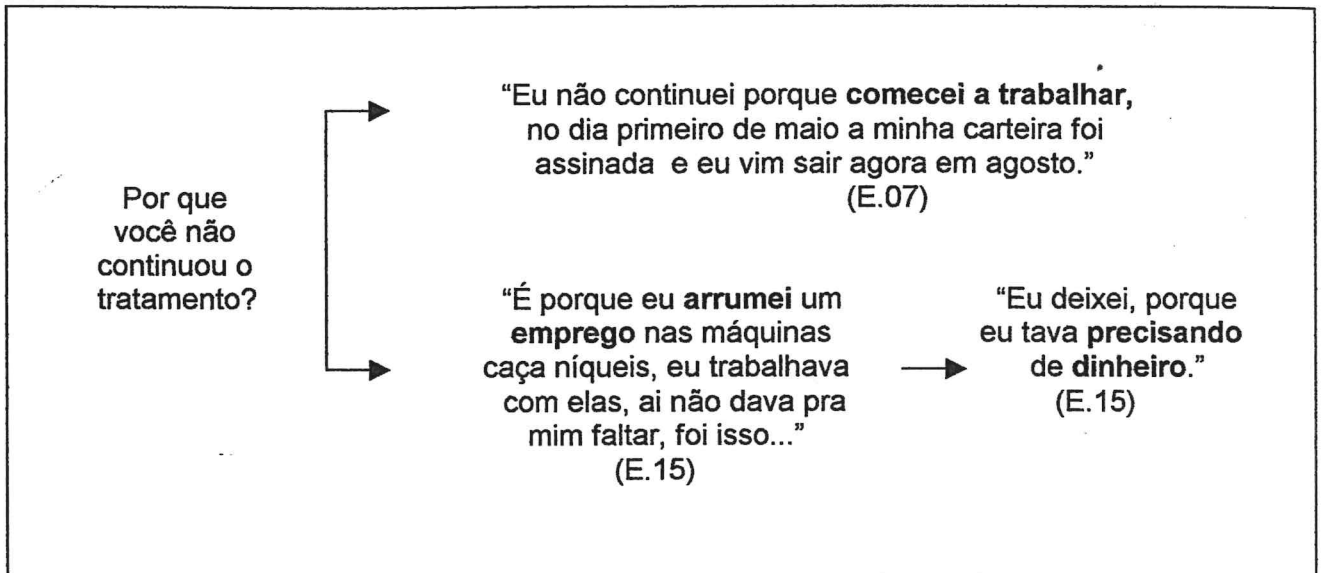 Por que
você não
continuou o
tratamento?
“Eu não continuei porque comecei a trabalhar,
no dia primeiro de maio a minha carteira foi
assinada e eu vim sair agora em agosto.”
(E.07)
“É porque eu arrumei um
emprego nas máquinas
caça níqueis, eu trabalhava
com elas, ai não dava pra
mim faltar, foi isso...”
(E.15)
“Eu deixei, porque
eu tava precisando
de dinheiro.”
(E.15)